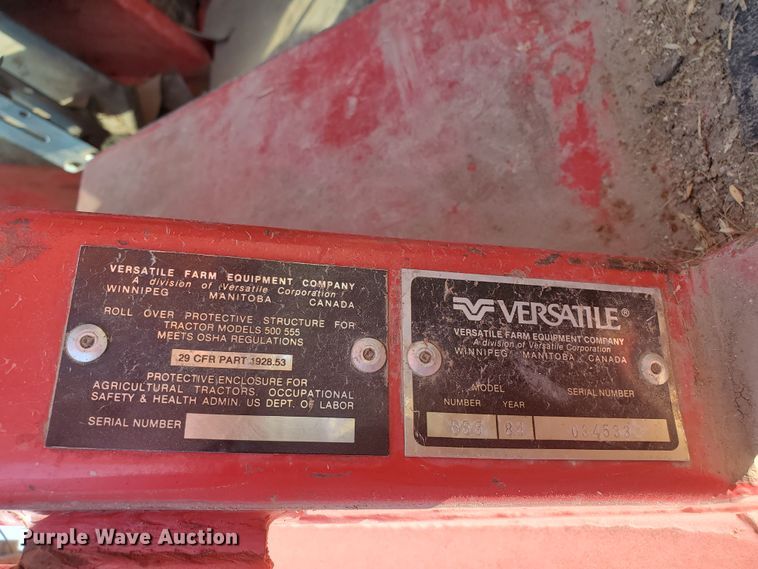 VERSATILE FARM EQUIPMENT COMPANY
A division of (Versatile Corporation)
WINNIPEG MANITOBA CANADA
ROLL OVER PROTECTIVE STRUCTURE FOR
TRACTOR MODELS 500 555
MEETS OSHA REGULATIONS
29 CFR PART 1928.53
PROTECTIVE ENCLOSURE FOR
AGRICULTURAL TRACTORS, OCCUPATIONAL
SAFETY & HEALTH ADMIN. US DEPT. OF LABOR
SERIAL NUMBER
VERSATILE®
VERSATILE FARM EQUIPMENT COMPANY
A division of Versatile Corporation
WINNIPEG MANITOBA CANADA
MODEL SERIAL NUMBER
NUMBER YEAR
84 034533
Purple Wave Auction